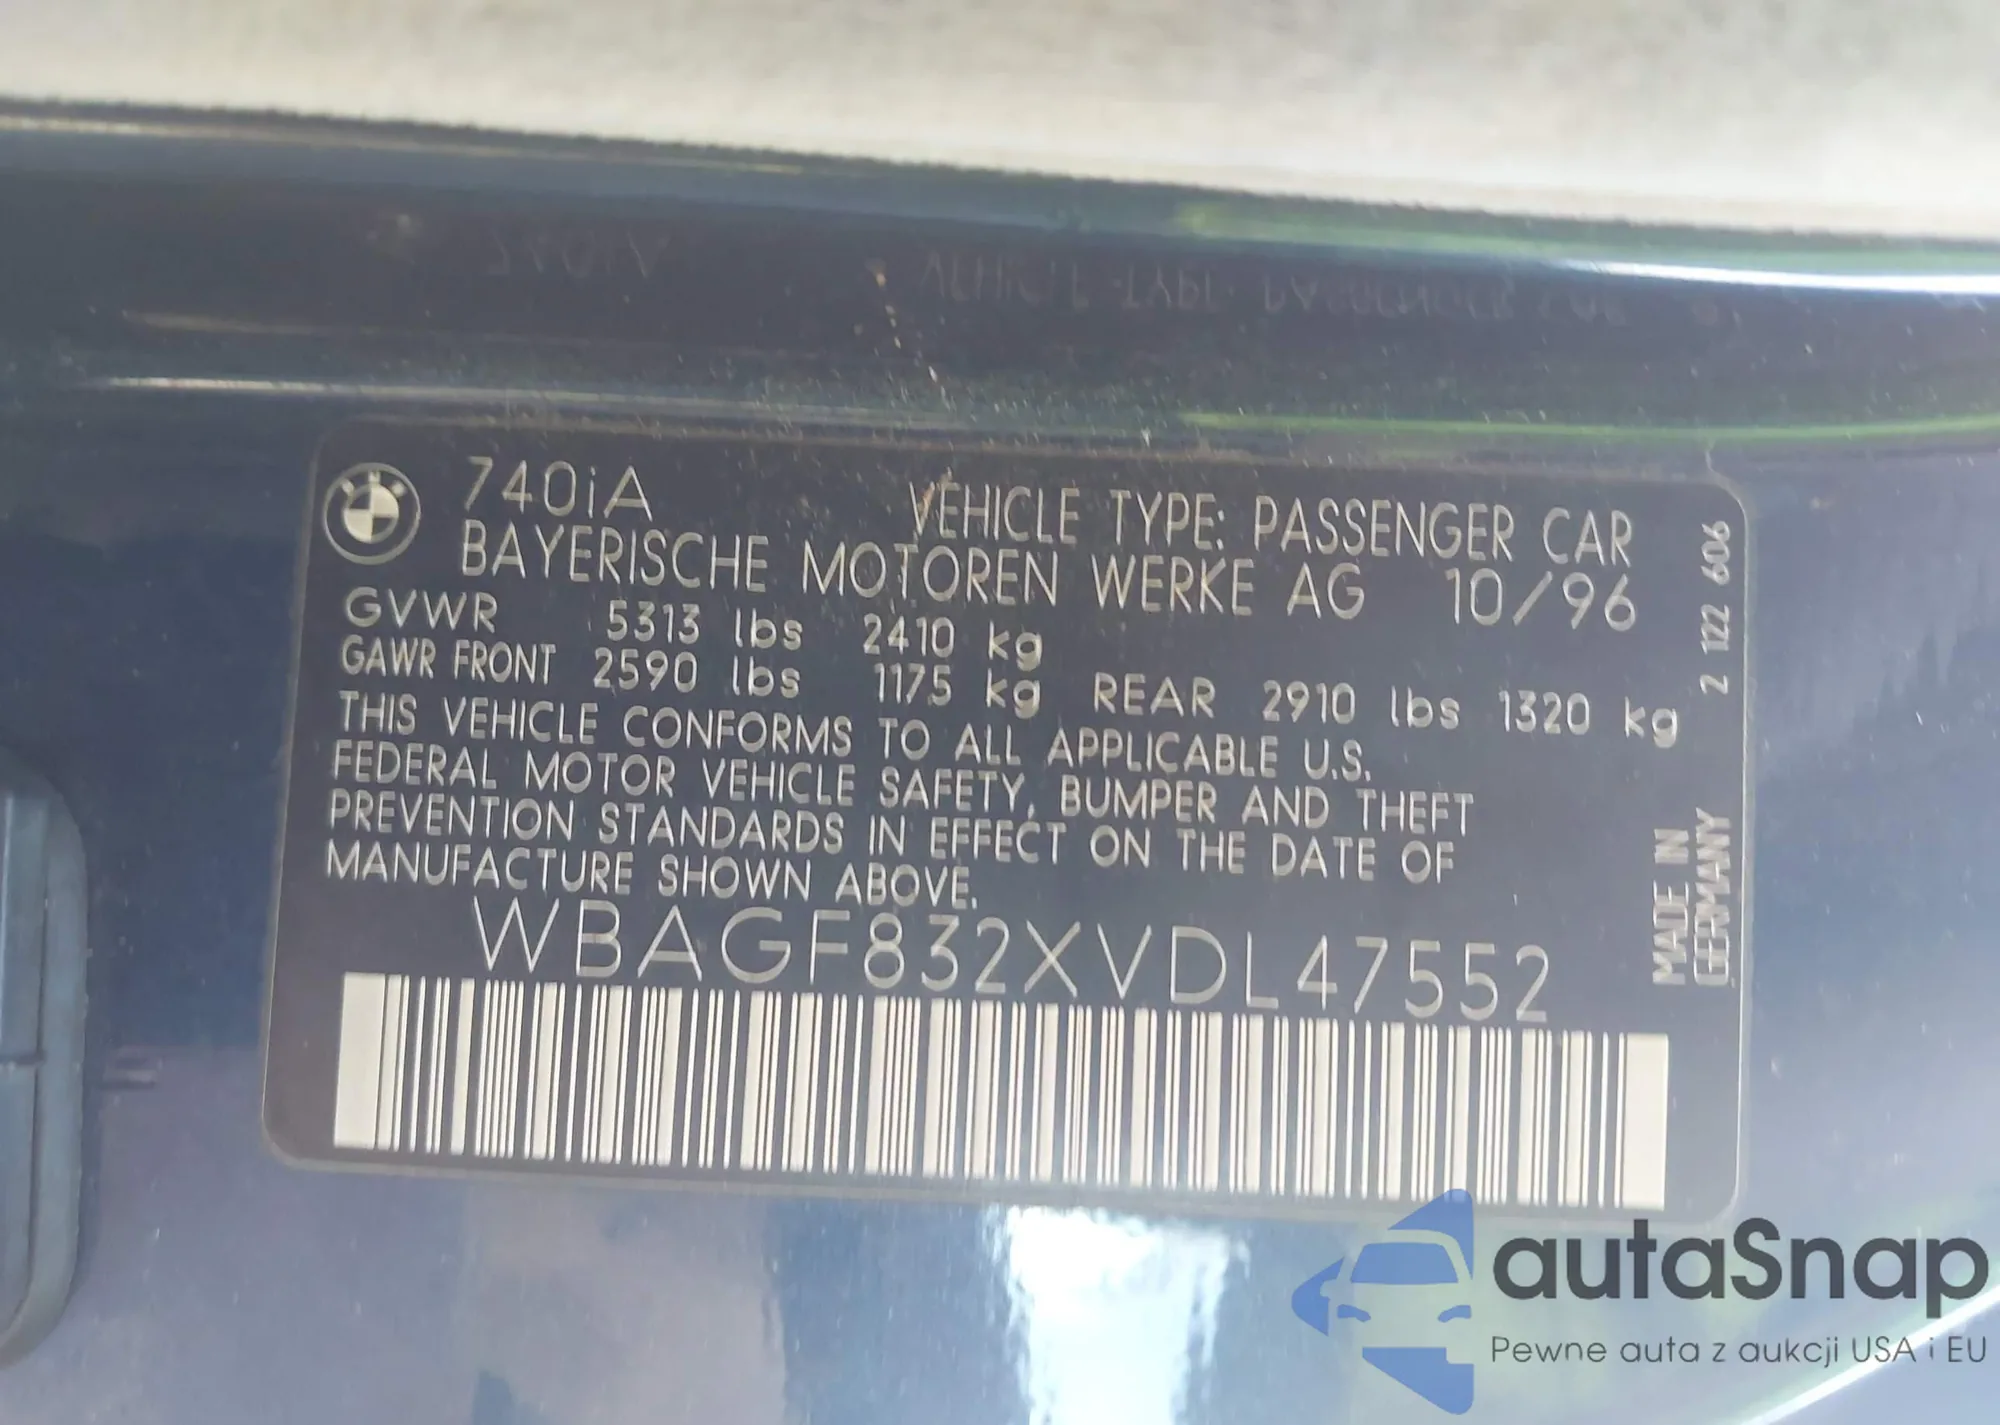 740iA
VEHICLE TYPE: PASSENGER CAR
BAYERISCHE MOTOREN WERKE AG 10/96
GVWR 5313 lbs 2410 kg
GAWR FRONT 2590 lbs 1175 kg REAR 2910 lbs 1320 kg
THIS VEHICLE CONFORMS TO ALL APPLICABLE U.S.
FEDERAL MOTOR VEHICLE SAFETY, BUMPER AND THEFT
PREVENTION STANDARDS IN EFFECT ON THE DATE OF
MANUFACTURE SHOWN ABOVE.
WBAGF832XVDL47552
2 122 606
MADE IN
GERMANY
autaSnap
Pewne auta z aukcji USA i EU